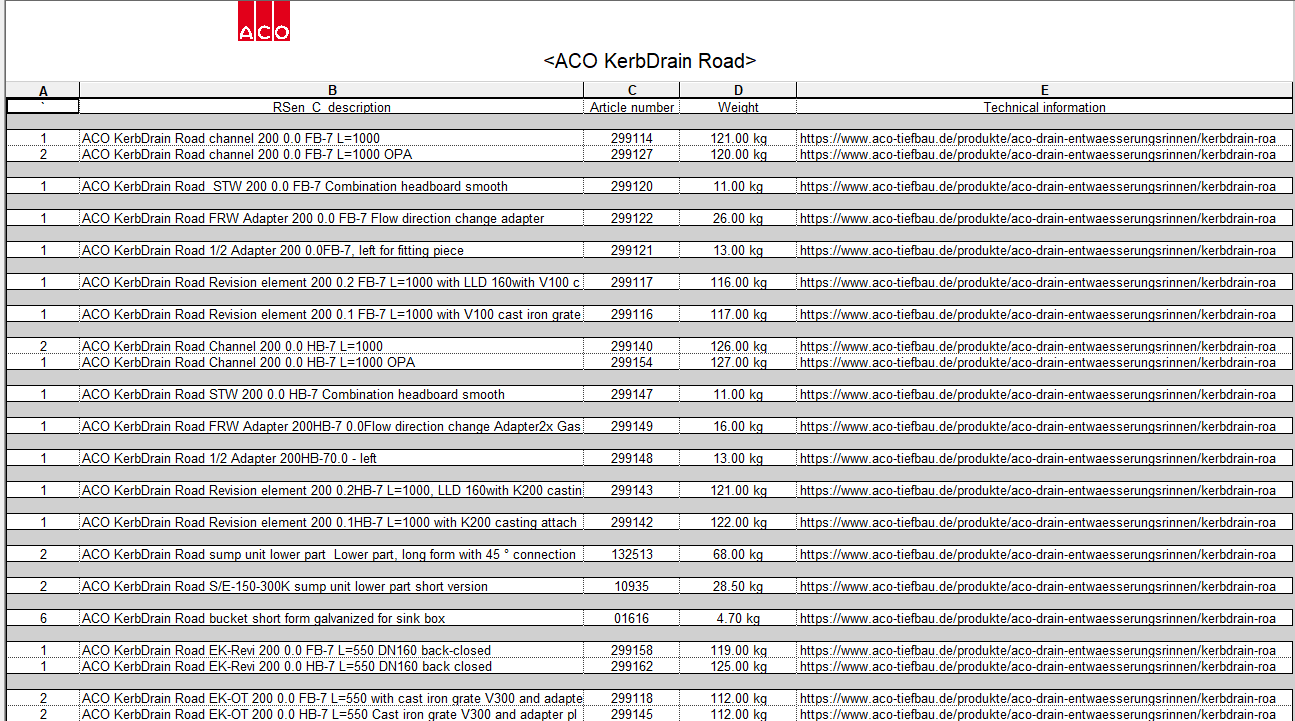 ACO
<ACO KerbDrain Road>
A B C D E
` RSen_C_description Article number Weight Technical information
1 ACO KerbDrain Road channel 200 0.0 FB-7 L=1000 299114 121.00 kg https://www.aco-tiefbau.de/produkte/aco-drain-entwaesserungsrinnen/kerbdrain-roa
2 ACO KerbDrain Road channel 200 0.0 FB-7 L=1000 OPA 299127 120.00 kg https://www.aco-tiefbau.de/produkte/aco-drain-entwaesserungsrinnen/kerbdrain-roa
1 ACO KerbDrain Road  STW 200 0.0 FB-7 Combination headboard smooth 299120 11.00 kg https://www.aco-tiefbau.de/produkte/aco-drain-entwaesserungsrinnen/kerbdrain-roa
1 ACO KerbDrain Road FRW Adapter 200 0.0 FB-7 Flow direction change adapter 299122 26.00 kg https://www.aco-tiefbau.de/produkte/aco-drain-entwaesserungsrinnen/kerbdrain-roa
1 ACO KerbDrain Road 1/2 Adapter 200 0.0FB-7, left for fitting piece 299121 13.00 kg https://www.aco-tiefbau.de/produkte/aco-drain-entwaesserungsrinnen/kerbdrain-roa
1 ACO KerbDrain Road Revision element 200 0.2 FB-7 L=1000 with LLD 160with V100 c 299117 116.00 kg https://www.aco-tiefbau.de/produkte/aco-drain-entwaesserungsrinnen/kerbdrain-roa
1 ACO KerbDrain Road Revision element 200 0.1 FB-7 L=1000 with V100 cast iron grate 299116 117.00 kg https://www.aco-tiefbau.de/produkte/aco-drain-entwaesserungsrinnen/kerbdrain-roa
2 ACO KerbDrain Road Channel 200 0.0 HB-7 L=1000 299140 126.00 kg https://www.aco-tiefbau.de/produkte/aco-drain-entwaesserungsrinnen/kerbdrain-roa
1 ACO KerbDrain Road Channel 200 0.0 HB-7 L=1000 OPA 299154 127.00 kg https://www.aco-tiefbau.de/produkte/aco-drain-entwaesserungsrinnen/kerbdrain-roa
1 ACO KerbDrain Road STW 200 0.0 HB-7 Combination headboard smooth 299147 11.00 kg https://www.aco-tiefbau.de/produkte/aco-drain-entwaesserungsrinnen/kerbdrain-roa
1 ACO KerbDrain Road FRW Adapter 200HB-7 0.0Flow direction change Adapter2x Gas 299149 16.00 kg https://www.aco-tiefbau.de/produkte/aco-drain-entwaesserungsrinnen/kerbdrain-roa
1 ACO KerbDrain Road 1/2 Adapter 200HB-70.0 - left 299148 13.00 kg https://www.aco-tiefbau.de/produkte/aco-drain-entwaesserungsrinnen/kerbdrain-roa
1 ACO KerbDrain Road Revision element 200 0.2HB-7 L=1000, LLD 160with K200 castin 299143 121.00 kg https://www.aco-tiefbau.de/produkte/aco-drain-entwaesserungsrinnen/kerbdrain-roa
1 ACO KerbDrain Road Revision element 200 0.1HB-7 L=1000 with K200 casting attach 299142 122.00 kg https://www.aco-tiefbau.de/produkte/aco-drain-entwaesserungsrinnen/kerbdrain-roa
2 ACO KerbDrain Road sump unit lower part  Lower part, long form with 45 ° connection 132513 68.00 kg https://www.aco-tiefbau.de/produkte/aco-drain-entwaesserungsrinnen/kerbdrain-roa
2 ACO KerbDrain Road S/E-150-300K sump unit lower part short version 10935 28.50 kg https://www.aco-tiefbau.de/produkte/aco-drain-entwaesserungsrinnen/kerbdrain-roa
6 ACO KerbDrain Road bucket short form galvanized for sink box 01616 4.70 kg https://www.aco-tiefbau.de/produkte/aco-drain-entwaesserungsrinnen/kerbdrain-roa
1 ACO KerbDrain Road EK-Revi 200 0.0 FB-7 L=550 DN160 back-closed 299158 119.00 kg https://www.aco-tiefbau.de/produkte/aco-drain-entwaesserungsrinnen/kerbdrain-roa
1 ACO KerbDrain Road EK-Revi 200 0.0 HB-7 L=550 DN160 back closed 299162 125.00 kg https://www.aco-tiefbau.de/produkte/aco-drain-entwaesserungsrinnen/kerbdrain-roa
2 ACO KerbDrain Road EK-OT 200 0.0 FB-7 L=550 with cast iron grate V300 and adapte 299118 112.00 kg https://www.aco-tiefbau.de/produkte/aco-drain-entwaesserungsrinnen/kerbdrain-roa
2 ACO KerbDrain Road EK-OT 200 0.0 HB-7 L=550 Cast iron grate V300 and adapter pl 299145 112.00 kg https://www.aco-tiefbau.de/produkte/aco-drain-entwaesserungsrinnen/kerbdrain-roa